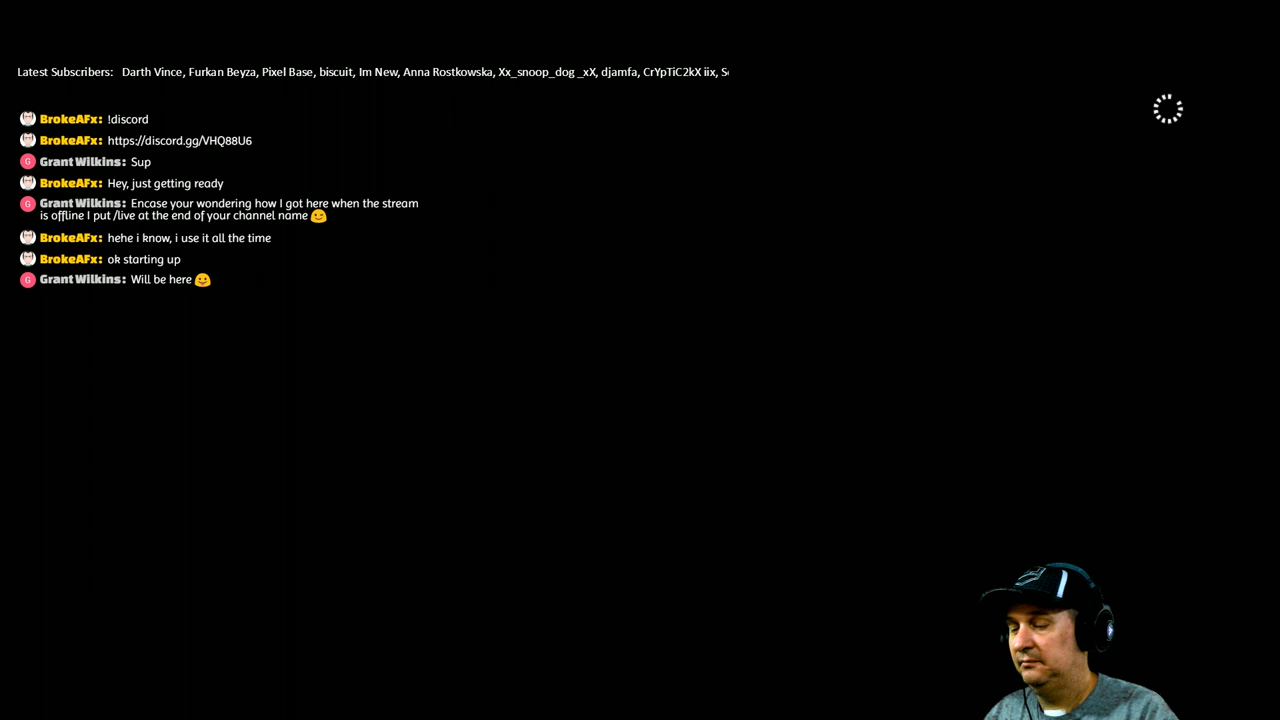 Latest Subscribers: Darth Vince, Furkan Beyza, Pixel Base, biscuit, Im New, Anna Rostkowska, Xx_snoop_dog _xX, djamfa, CrYpTiC2kX iix,
BrokeAFx: !discord
BrokeAFx: https://discord.gg/VHQ88U6
G Grant Wilkins: Sup
BrokeAFx: Hey, just getting ready
G Grant Wilkins: Encase your wondering how I got here when the stream
is offline I put /live at the end of your channel name
BrokeAFx: hehe i know, i use it all the time
BrokeAFx: ok starting up
G Grant Wilkins: Will be here